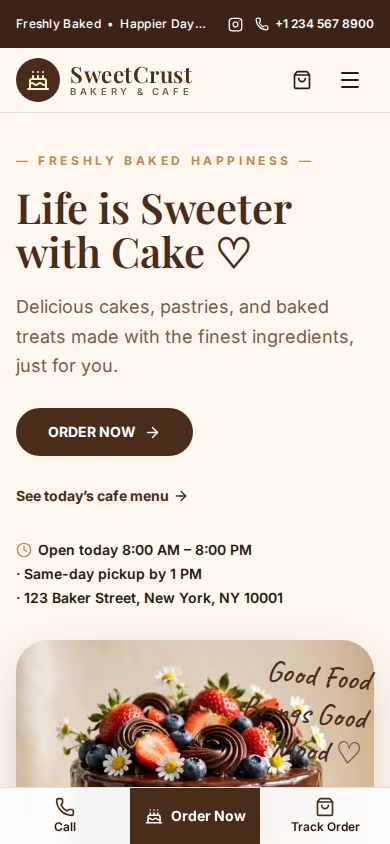 Freshly Baked • Happier Day...
+1 234 567 8900
SweetCrust
BAKERY & CAFE
— FRESHLY BAKED HAPPINESS —
Life is Sweeter
with Cake ♡
Delicious cakes, pastries, and baked
treats made with the finest ingredients,
just for you.
ORDER NOW →
See today’s cafe menu →
Open today 8:00 AM – 8:00 PM
· Same-day pickup by 1 PM
· 123 Baker Street, New York, NY 10001
Good Food
Good
♡
Call
Order Now
Track Order